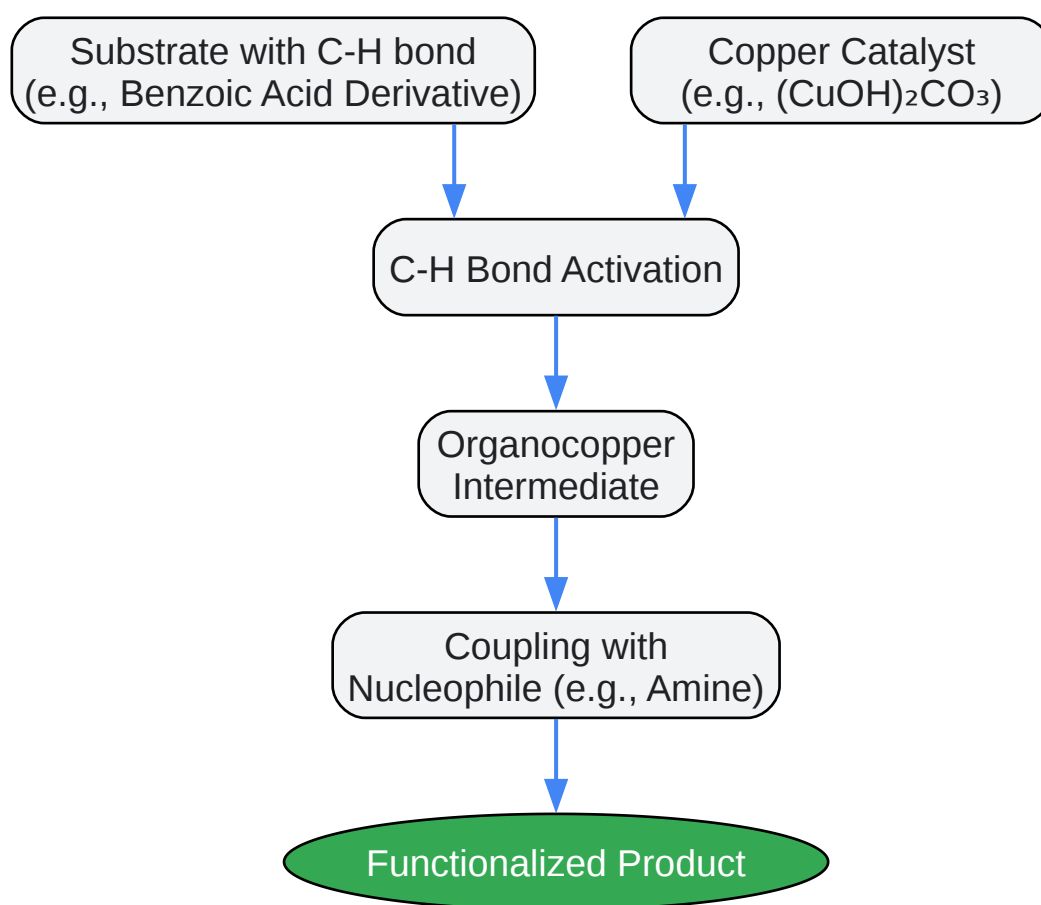 Substrate with C-H bond
(e.g., Benzoic Acid Derivative)
Copper Catalyst
(e.g., (CuOH)₂CO₃)
C-H Bond Activation
Organocopper
Intermediate
Coupling with
Nucleophile (e.g., Amine)
Functionalized Product